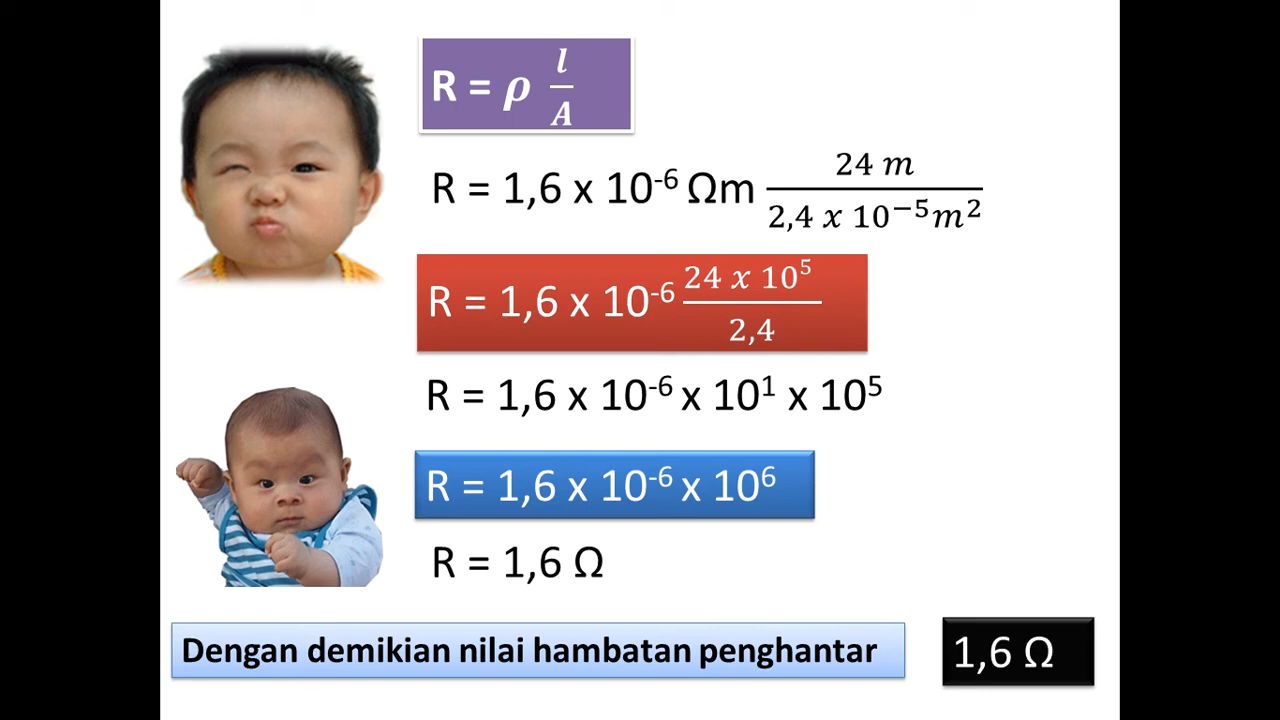 R = ρ l/A
R = 1,6 x 10⁻⁶ Ωm 24 m / 2,4 x 10⁻⁵m²
R = 1,6 x 10⁻⁶ 24 x 10⁵ / 2,4
R = 1,6 x 10⁻⁶ x 10¹ x 10⁵
R = 1,6 x 10⁻⁶ x 10⁶
R = 1,6 Ω
Dengan demikian nilai hambatan penghantar 1,6 Ω